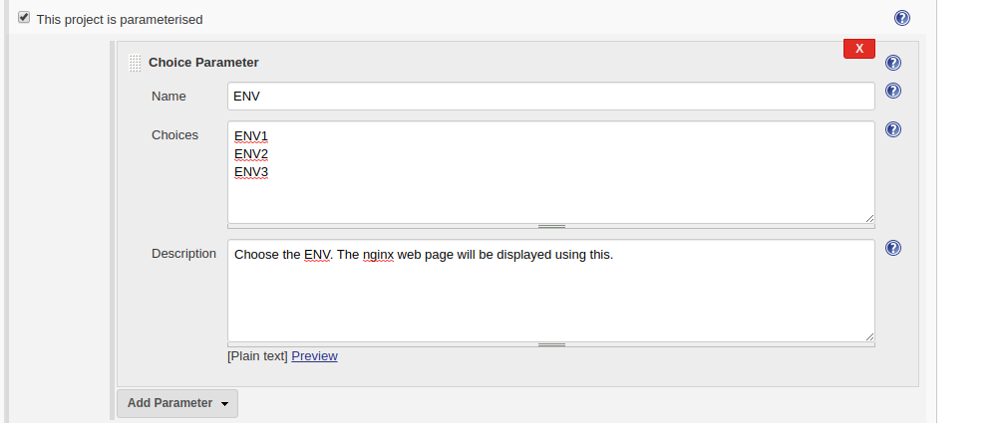 This project is parameterised
X
Choice Parameter
Name
ENV
Choices
ENV1
ENV2
ENV3
Description
Choose the ENV. The nginx web page will be displayed using this.
[Plain text] Preview
Add Parameter